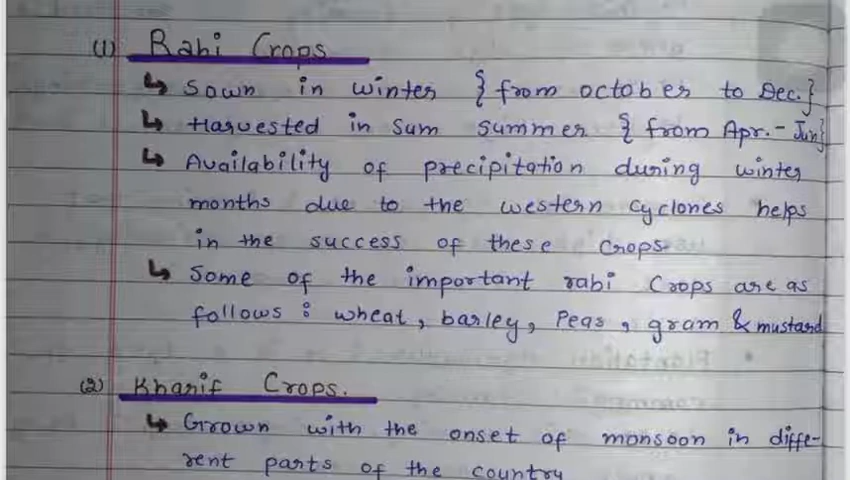 (1) Rabi Crops
↳ Sown in winter { from october to Dec. }
↳ Harvested in Sum summer { from Apr. - Jun }
↳ Availability of precipitation during winter
months due to the western cyclones helps
in the success of these Crops.
↳ Some of the important rabi Crops are as
follows : wheat, barley, Peas, gram & mustard
(2) Kharif Crops.
↳ Grown with the onset of monsoon in diffe-
rent parts of the country